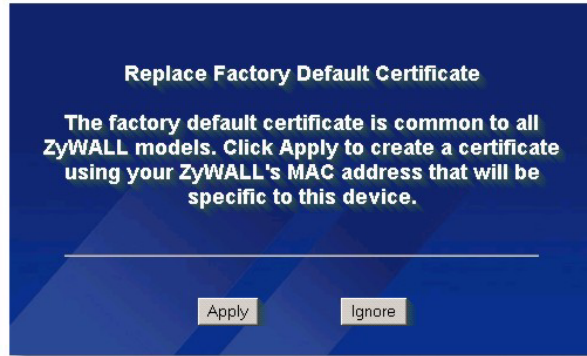 Replace Factory Default Certificate
The factory default certificate is common to all
ZyWALL models. Click Apply to create a certificate
using your ZyWALL's MAC address that will be
specific to this device.
Apply Ignore